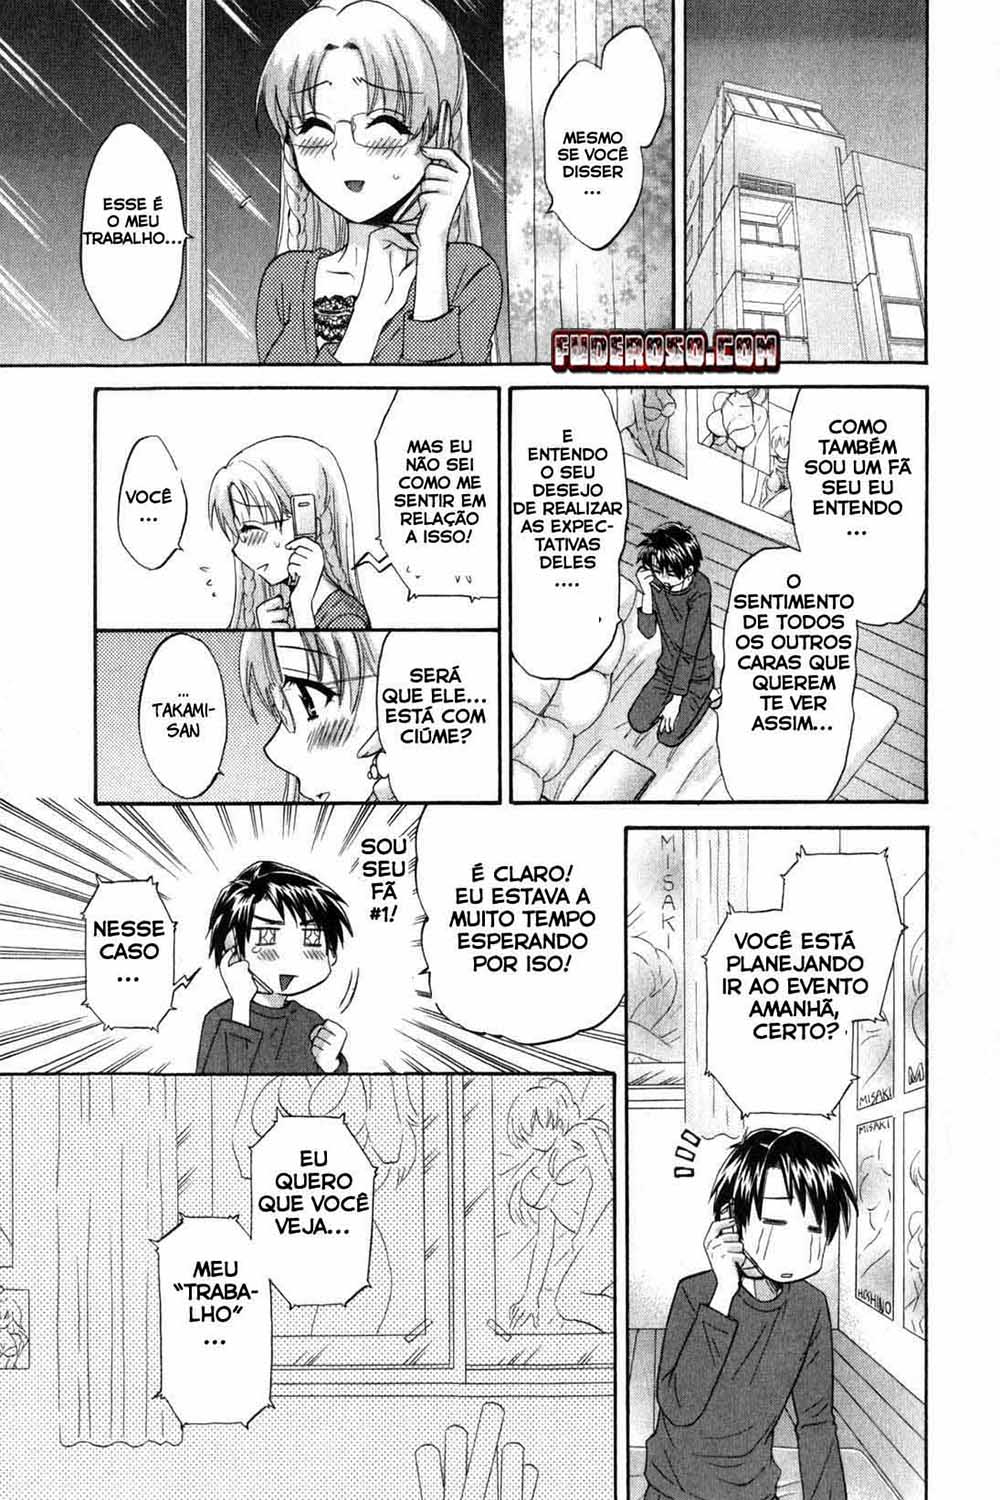 MESMO
SE VOCÊ
DISSER
...
ESSE É
O MEU
TRABALHO...
FUDEROSO.COM
COMO
TAMBÉM
SOU UM FÃ
SEU EU
ENTENDO
...
O
SENTIMENTO
DE TODOS
OS OUTROS
CARAS QUE
QUEREM
TE VER
ASSIM...
E
ENTENDO
O SEU
DESEJO
DE REALIZAR
AS EXPEC-
TATIVAS
DELES
....
MAS EU
NÃO SEI
COMO ME
SENTIR EM
RELAÇÃO
A ISSO!
VOCÊ
...
SERÁ
QUE ELE...
ESTÁ COM
CIÚME?
...
TAKAMI-
SAN
MISAKI
VOCÊ ESTÁ
PLANEJANDO
IR AO EVENTO
AMANHÃ,
CERTO?
MISAKI
M
MISAKI
HOSHINO
É CLARO!
EU ESTAVA A
MUITO TEMPO
ESPERANDO
POR ISO!
SOU
SEU
FÃ
#1!
NESSE
CASO
...
EU
QUERO
QUE VOCÊ
VEJA...
MEU
“TRABA-
LHO”
...